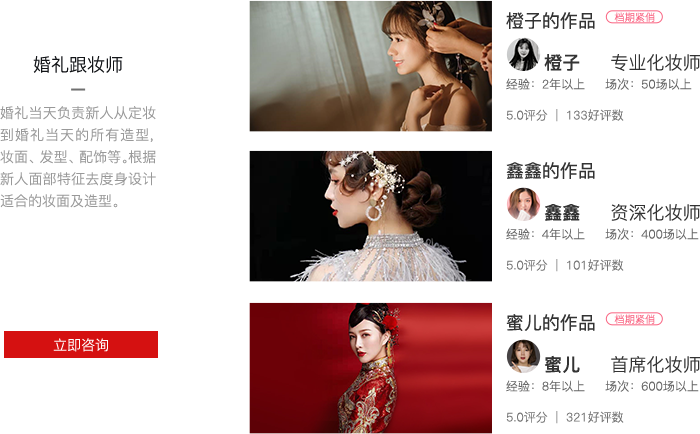 婚礼跟妆师
婚礼当天负责新人从定妆
到婚礼当天的所有造型,
妆面、发型、配饰等。根据
新人面部特征去度身设计
适合的妆面及造型。
立即咨询
橙子的作品 档期紧俏
橙子 专业化妆师
经验：2年以上 场次：50场以上
5.0评分 | 133好评数
鑫鑫的作品
鑫鑫 资深化妆师
经验：4年以上 场次：400场以上
5.0评分 | 101好评数
蜜儿的作品 档期紧俏
蜜儿 首席化妆师
经验：8年以上 场次：600场以上
5.0评分 | 321好评数